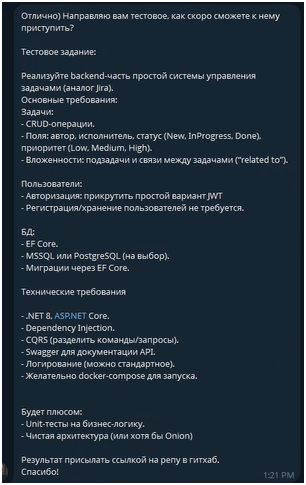 Отлично) Направляю вам тестовое, как скоро сможете к нему
приступить?
Тестовое задание:
Реализуйте backend-часть простой системы управления
задачами (аналог Jira).
Основные требования:
Задачи:
- CRUD-операции.
- Поля: автор, исполнитель, статус (New, InProgress, Done),
приоритет (Low, Medium, High).
- Вложенности: подзадачи и связи между задачами ("related to").
Пользователи:
- Авторизация: прикрутить простой вариант JWT
- Регистрация/хранение пользователей не требуется.
БД:
- EF Core.
- MSSQL или PostgreSQL (на выбор).
- Миграции через EF Core.
Технические требования
- .NET 8, ASP.NET Core.
- Dependency Injection.
- CQRS (разделить команды/запросы).
- Swagger для документации API.
- Логирование (можно стандартное).
- Желательно docker-compose для запуска.
Будет плюсом:
- Unit-тесты на бизнес-логику.
- Чистая архитектура (или хотя бы Onion)
Результат присылать ссылкой на репу в гитхаб.
Спасибо!
1:21 PM